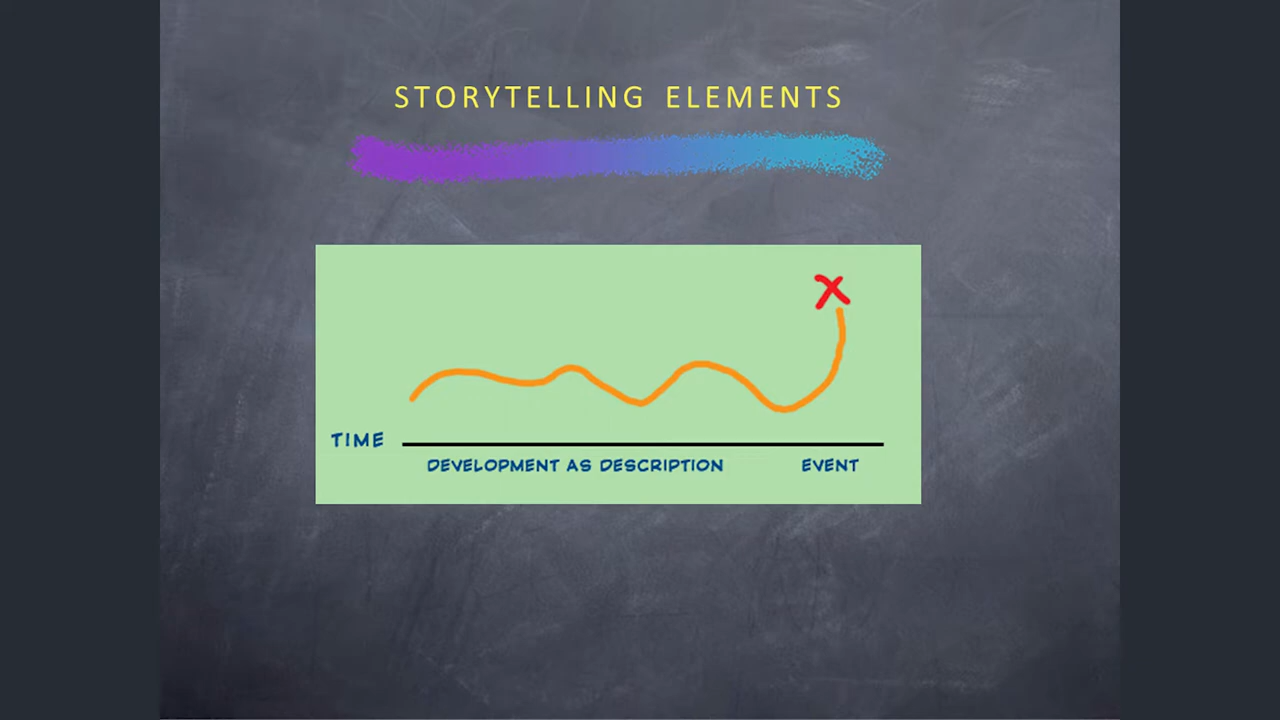 STORYTELLING ELEMENTS
TIME
DEVELOPMENT AS DESCRIPTION
EVENT